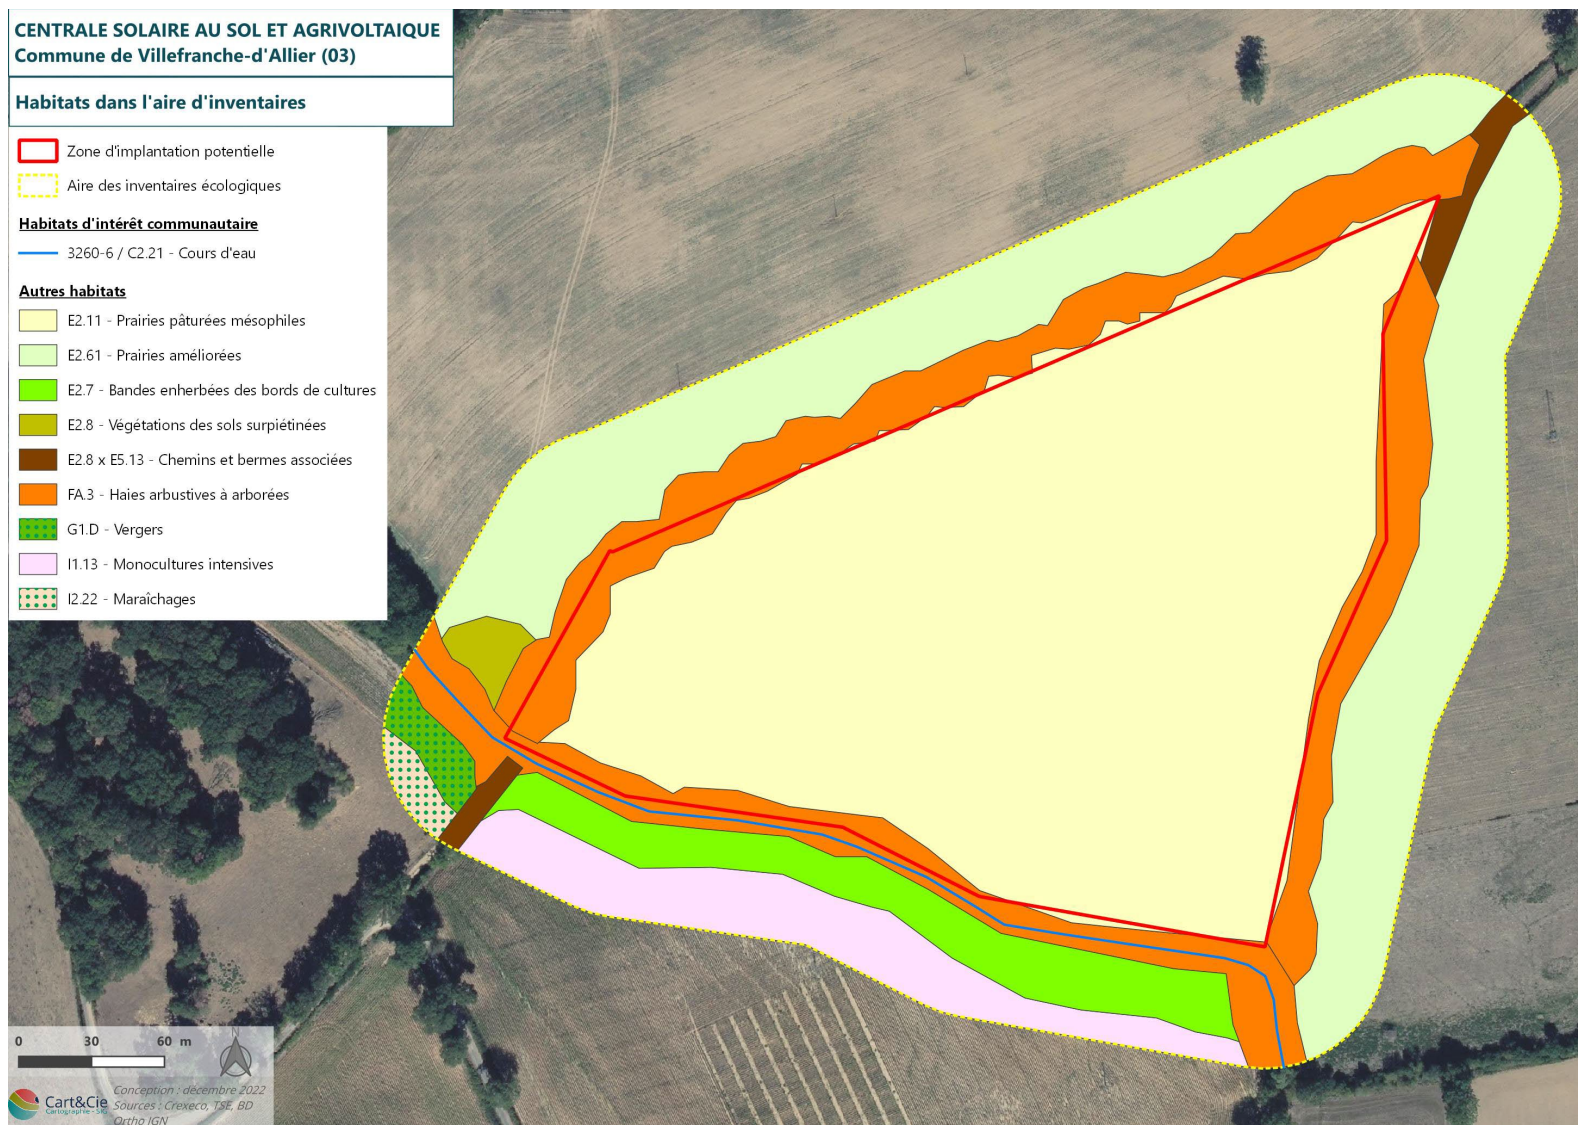 CENTRALE SOLAIRE AU SOL ET AGRIVOLTAIQUE
Commune de Villefranche-d'Allier (03)
Habitats dans l'aire d'inventaires
Zone d'implantation potentielle
Aire des inventaires écologiques
Habitats d'intérêt communautaire
3260-6 / C2.21 - Cours d'eau
Autres habitats
E2.11 - Prairies pâturées mésophiles
E2.61 - Prairies améliorées
E2.7 - Bandes enherbées des bords de cultures
E2.8 - Végétations des sols surpiétinées
E2.8 x E5.13 - Chemins et bermes associées
FA.3 - Haies arbustives à arborées
G1.D - Vergers
I1.13 - Monocultures intensives
I2.22 - Maraîchages
0 30 60 m
Conception : décembre 2022
Sources : Crexeco, TSE, BD
Ortho IGN
Cart&Cie
Cartographie - SIG